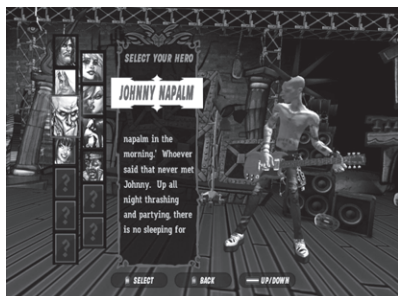 SELECT YOUR HERO
JOHNNY NAPALM
napalm in the
morning.' Whoever
said that never met
Johnny. Up all
night thrashing
and partying, there
is no sleeping for
?
?
?
?
?
SELECT
BACK
UP/DOWN